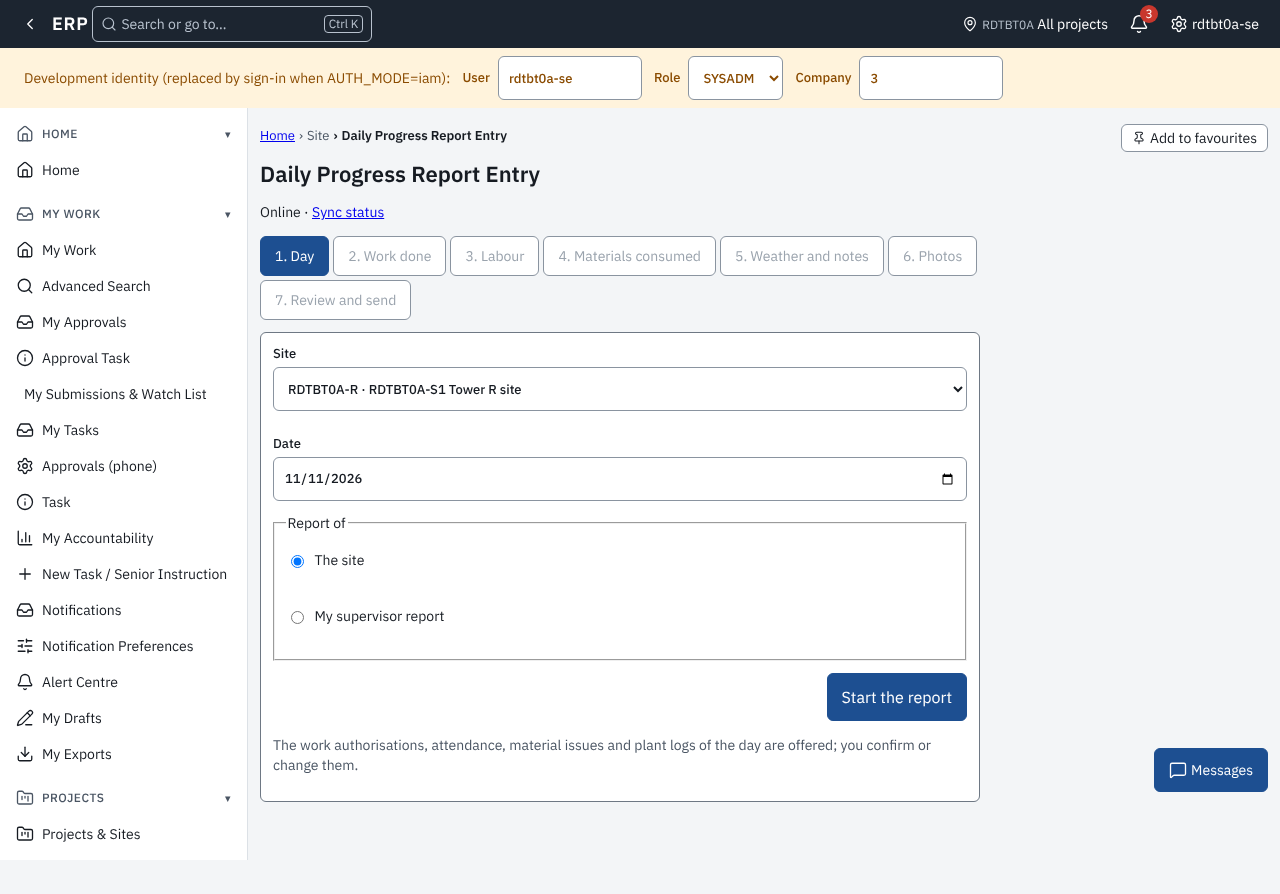 ERP
Search or go to...
Ctrl K
RDTBT0A All projects
3
rdtbt0a-se
Development identity (replaced by sign-in when AUTH_MODE=iam):
User
rdtbt0a-se
Role
SYSADM
Company
3
HOME
Home
MY WORK
My Work
Advanced Search
My Approvals
Approval Task
My Submissions & Watch List
My Tasks
Approvals (phone)
Task
My Accountability
New Task / Senior Instruction
Notifications
Notification Preferences
Alert Centre
My Drafts
My Exports
PROJECTS
Projects & Sites
Home › Site › Daily Progress Report Entry
Add to favourites
Daily Progress Report Entry
Online · Sync status
1. Day
2. Work done
3. Labour
4. Materials consumed
5. Weather and notes
6. Photos
7. Review and send
Site
RDTBT0A-R · RDTBT0A-S1 Tower R site
Date
11/11/2026
Report of
The site
My supervisor report
Start the report
The work authorisations, attendance, material issues and plant logs of the day are offered; you confirm or
change them.
Messages